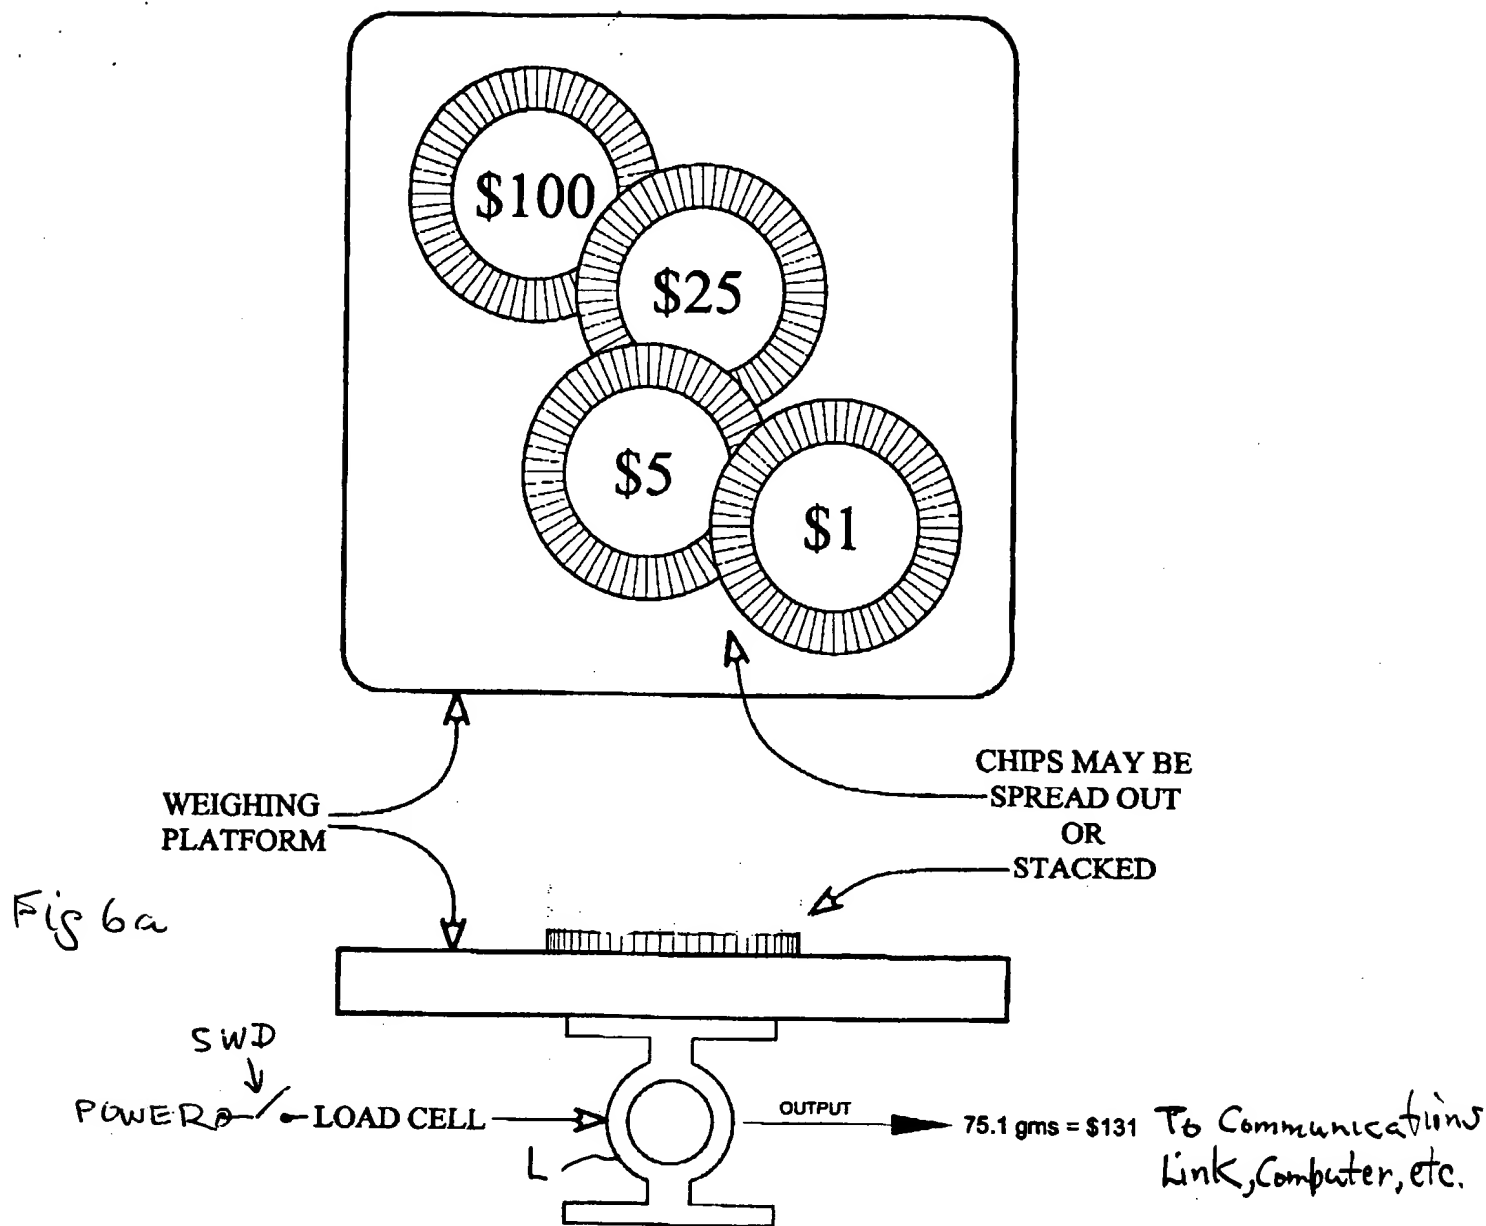 $100
$25
$5
$1
WEIGHING
PLATFORM
CHIPS MAY BE
SPREAD OUT
OR
STACKED
Fig 6a
SWD
POWER
LOAD CELL
L
OUTPUT
75.1 gms = $131
To Communications
Link, Computer, etc.